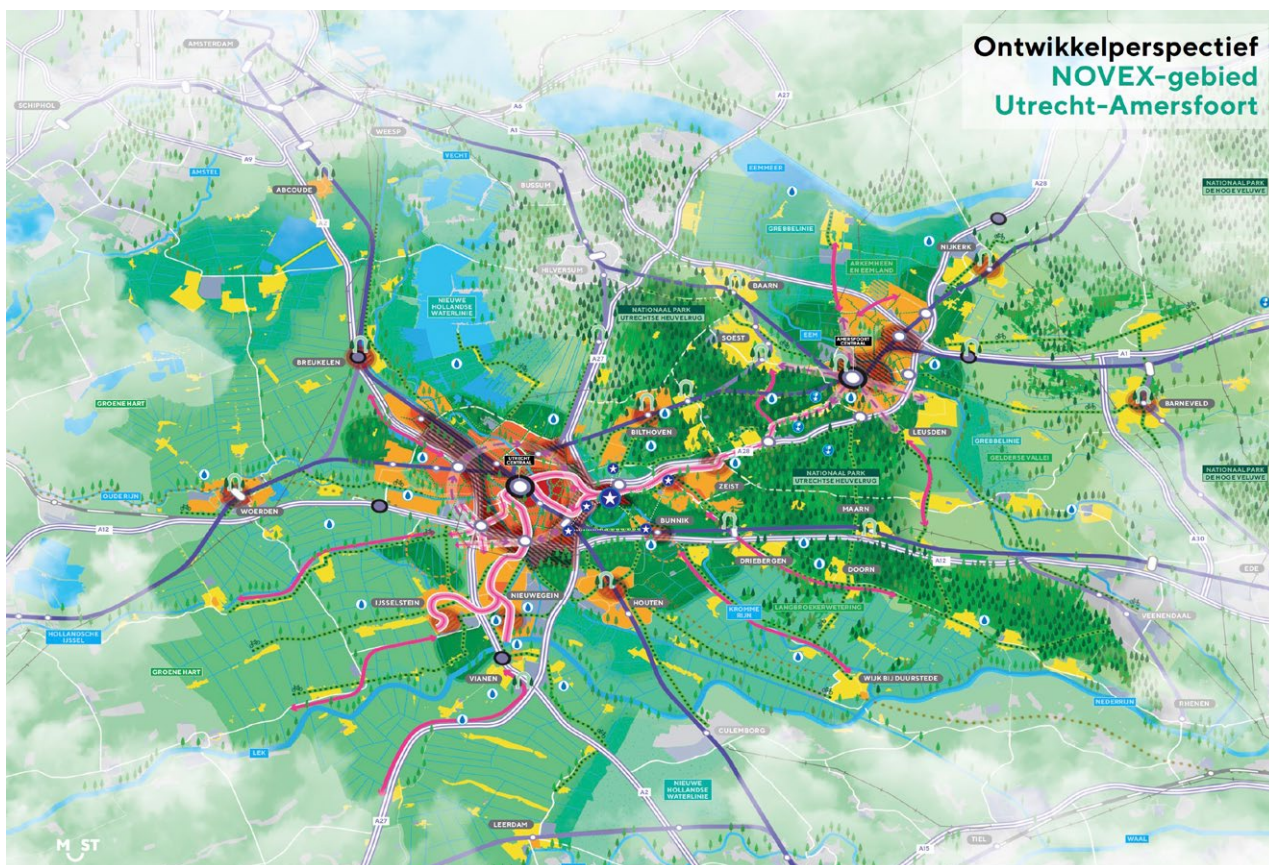 Ontwikkelperspectief
NOVEX-gebied
Utrecht-Amersfoort
AMSTERDAM
SCHIPHOL
A6
A27
A1
WEESP
A9
VECHT
AMSTEL
ABCOUDE
BUSSUM
EEMMEER
A28
NATIONAAL PARK
DE HOGE VELUWE
GREBBELINIE
NIJKERK
HILVERSUM
ARKEMHEEN
EN EEMLAND
BAARN
NIEUWE
HOLLANDSE
WATERLINIE
NATIONAAL PARK
UTRECHTSE HEUVELRUG
EEM
SOEST
AMERSFOORT
CENTRAAL
A1
BREUKELEN
A27
GROENE HART
BARNEVELD
BILTHOVEN
LEUSDEN
GREBBELINIE
GELDERSE VALLEI
UTRECHT
CENTRAAL
A28
NATIONAAL PARK
UTRECHTSE HEUVELRUG
NATIONAAL PARK
DE HOGE VELUWE
ZEIST
OUDE RIJN
WOERDEN
MAARN
A12
BUNNIK
A30
DRIEBERGEN
A12
EDE
DOORN
IJSSELSTEIN
NIEUWEGEIN
HOUTEN
KROMME
RIJN
LANGBROEKERWETERING
VEENENDAAL
HOLLANDSCHE
IJSSEL
GROENE HART
VIANEN
WIJK BIJ DUURSTEDE
NEDERRIJN
RHENEN
LEK
CULEMBORG
NIEUWE
HOLLANDSE
WATERLINIE
A2
A27
LEERDAM
TIEL
WAAL
A15
MUST